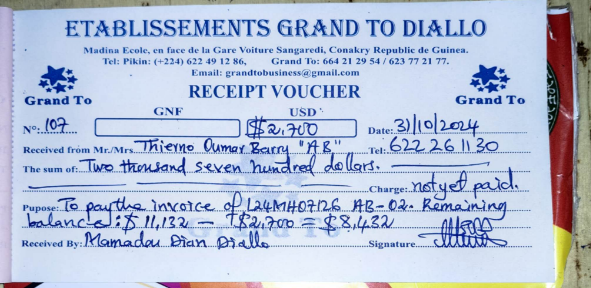 ETABLISSEMENTS GRAND TO DIALLO
Madina Ecole, en face de la Gare Voiture Sangaredi, Conakry Republic de Guinea.
Tel: Pikin: (+224) 622 49 12 86, Grand To: 664 21 29 54 / 623 77 21 77.
Email: grandtobusiness@gmail.com
Grand To RECEIPT VOUCHER Grand To
GNF USD
N°: 107 $2,700 Date: 31/10/2024
Received from Mr./Mrs. Thierno Oumar Barry "AB" Tel: 622 26 11 30
The sum of: Two thousand seven hundred dollars.
Charge: not yet paid.
Pupose: To pay the invoice of L24MH07126 AB-02. Remaining
balance: $11,132 - $2,700 = $8,432
Grand To
Received By: Mamadou Dian Diallo Signature